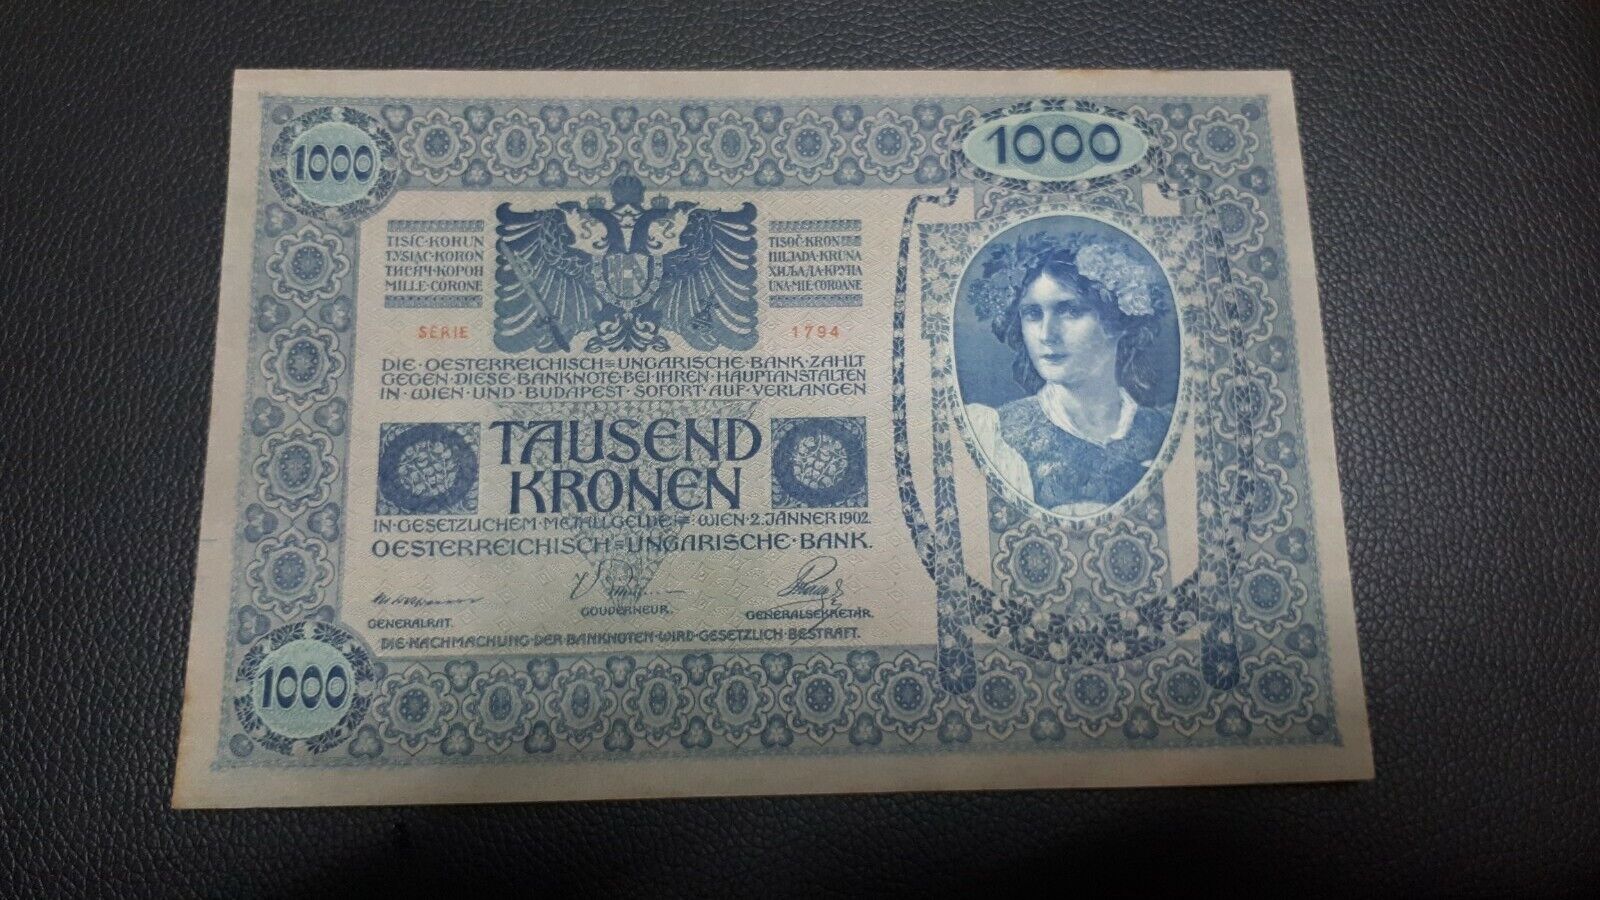 1000
1000
TISÍC·KORUN
TYSIĄC·KORON
ТИСЯЧ·КОРОН
MILLE·CORONE
TISOČ·KRON
HILJADA·KRUNA
ХИЉАДА·КРУНА
UNA·MIE·COROANE
SERIE 1794
DIE·OESTERREICHISCH=UNGARISCHE·BANK·ZAHLT
GEGEN·DIESE·BANKNOTE·BEI·IHREN·HAUPTANSTALTEN
IN·WIEN·UND·BUDAPEST·SOFORT·AUF·VERLANGEN
TAUSEND
KRONEN
IN·GESETZLICHEM·METALLGELDE=WIEN·2.JÄNNER 1902.
OESTERREICHISCH=UNGARISCHE·BANK.
GENERALRAT.
GOUVERNEUR.
GENERALSEKRETÄR.
DIE·NACHMACHUNG DER BANKNOTEN·WIRD·GESETZLICH·BESTRAFT.
1000